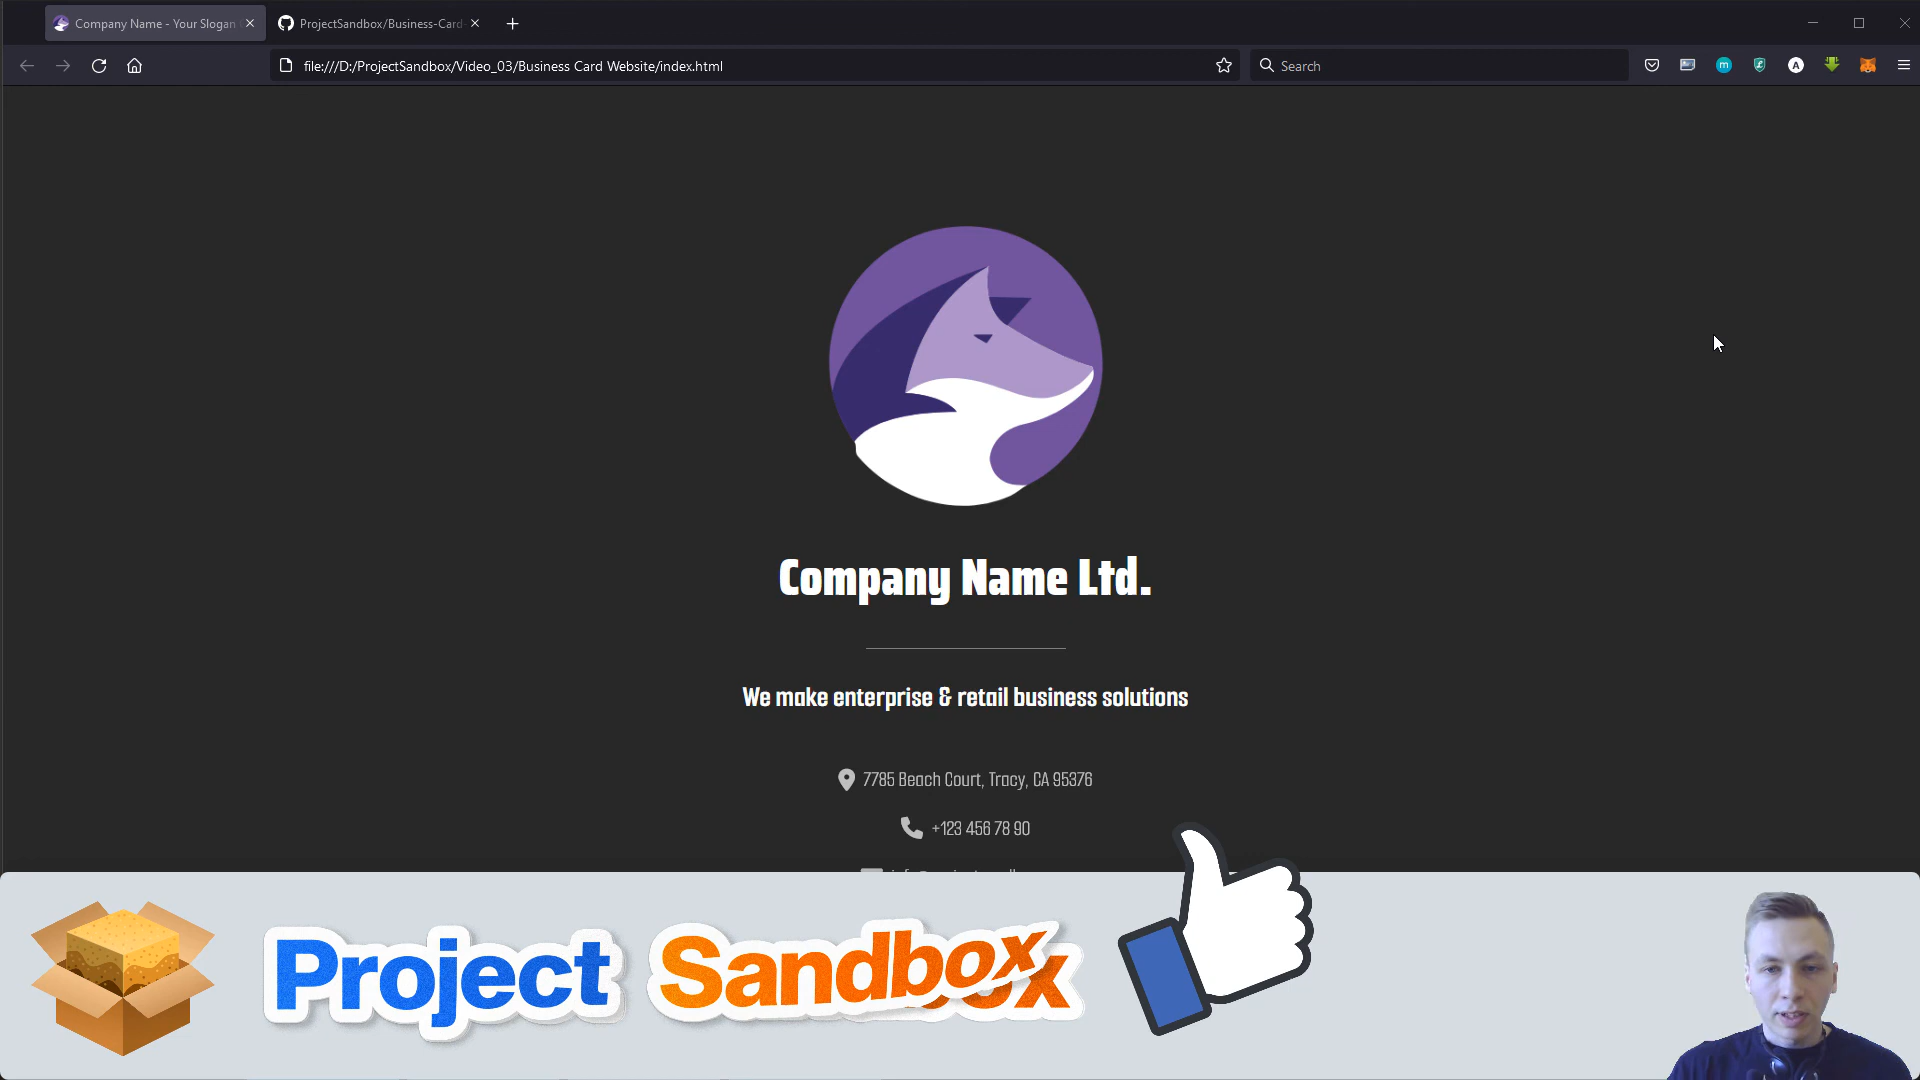 Company Name - Your Slogan
ProjectSandbox/Business-Card-
file:///D:/ProjectSandbox/Video_03/Business Card Website/index.html
Search
Company Name Ltd.
We make enterprise & retail business solutions
7785 Beach Court, Tracy, CA 95376
+123 456 78 90
Project Sandbox